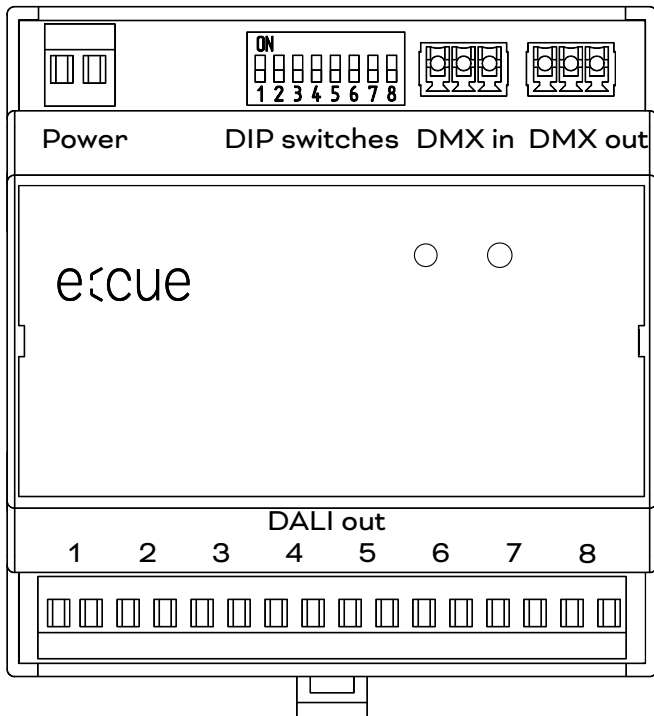 ON
1 2 3 4 5 6 7 8
Power DIP switches DMX in DMX out
e:cue
DALI out
1 2 3 4 5 6 7 8